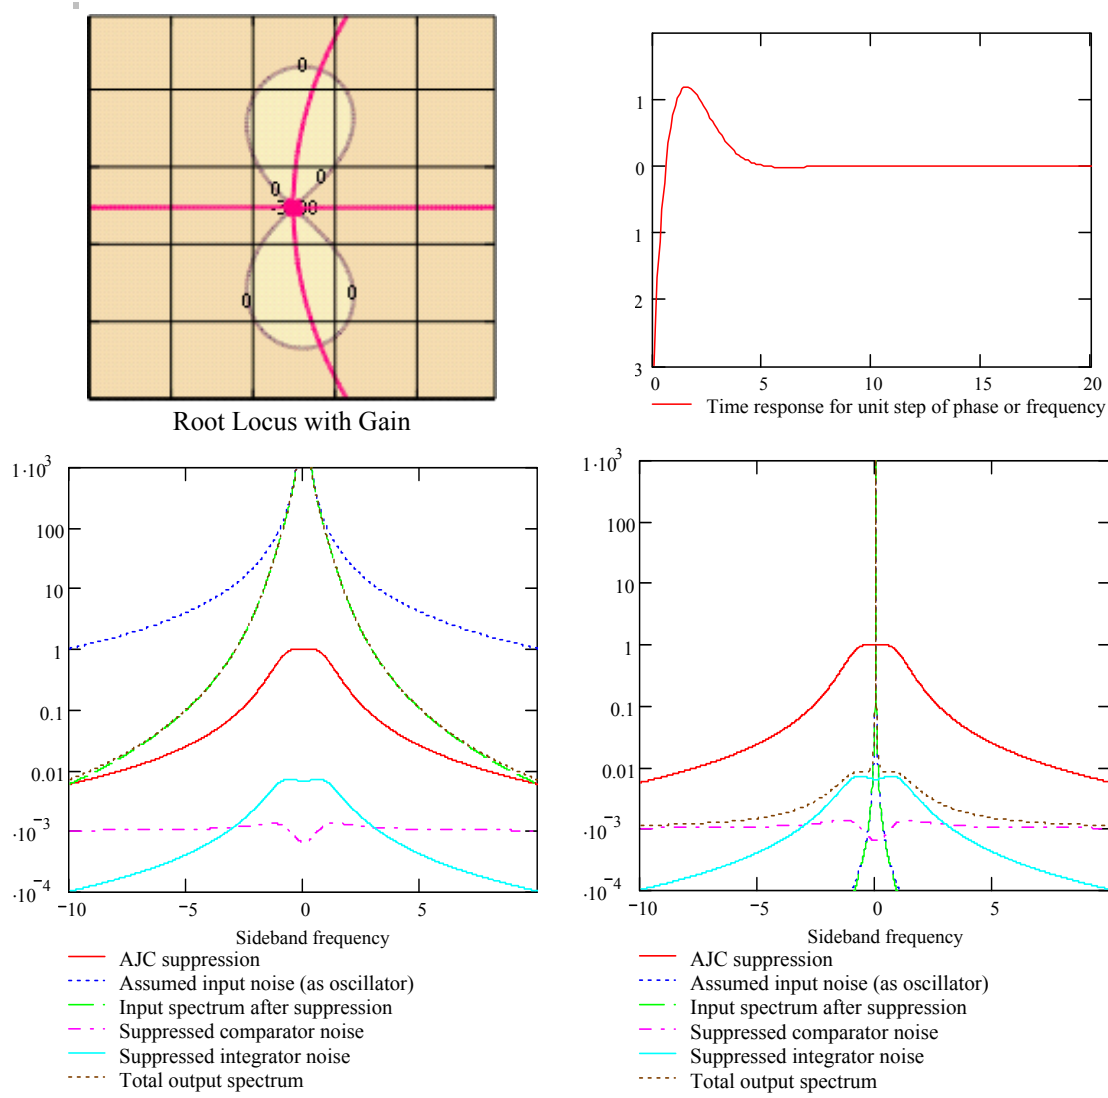 0
0
0
0
0
Root Locus with Gain
1
0
1
2
3
0 5 10 15 20
Time response for unit step of phase or frequency
1·10³
100
10
1
0.1
0.01
·10⁻³
·10⁻⁴
−10 −5 0 5
Sideband frequency
AJC suppression
Assumed input noise (as oscillator)
Input spectrum after suppression
Suppressed comparator noise
Suppressed integrator noise
Total output spectrum
1·10³
100
10
1
0.1
0.01
·10⁻³
·10⁻⁴
−10 −5 0 5
Sideband frequency
AJC suppression
Assumed input noise (as oscillator)
Input spectrum after suppression
Suppressed comparator noise
Suppressed integrator noise
Total output spectrum